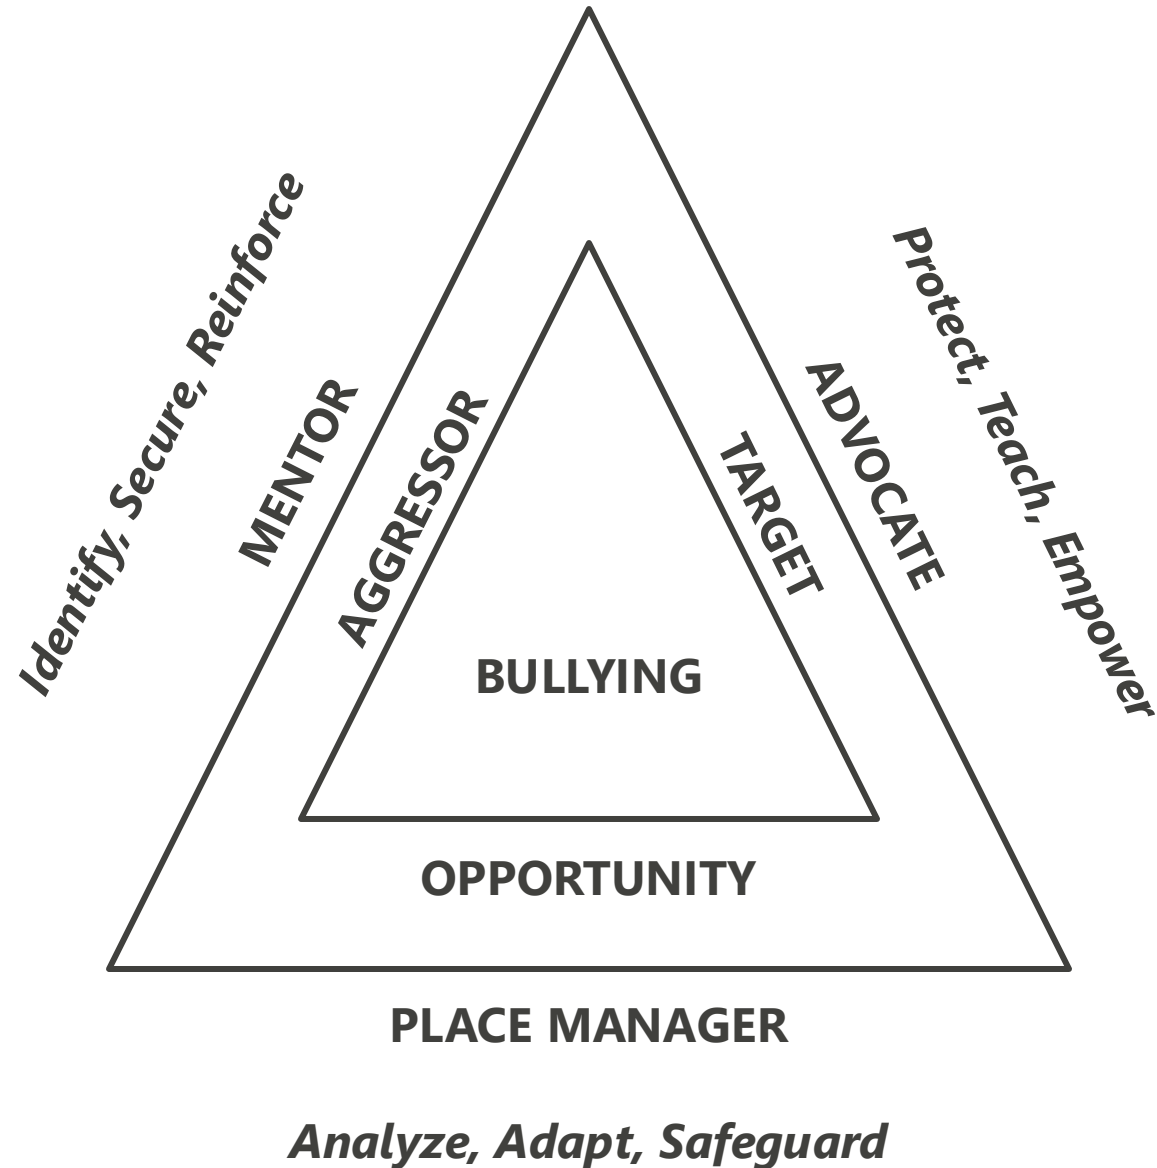 Identify, Secure, Reinforce
MENTOR
AGGRESSOR
Protect, Teach, Empower
ADVOCATE
TARGET
BULLYING
OPPORTUNITY
PLACE MANAGER
Analyze, Adapt, Safeguard